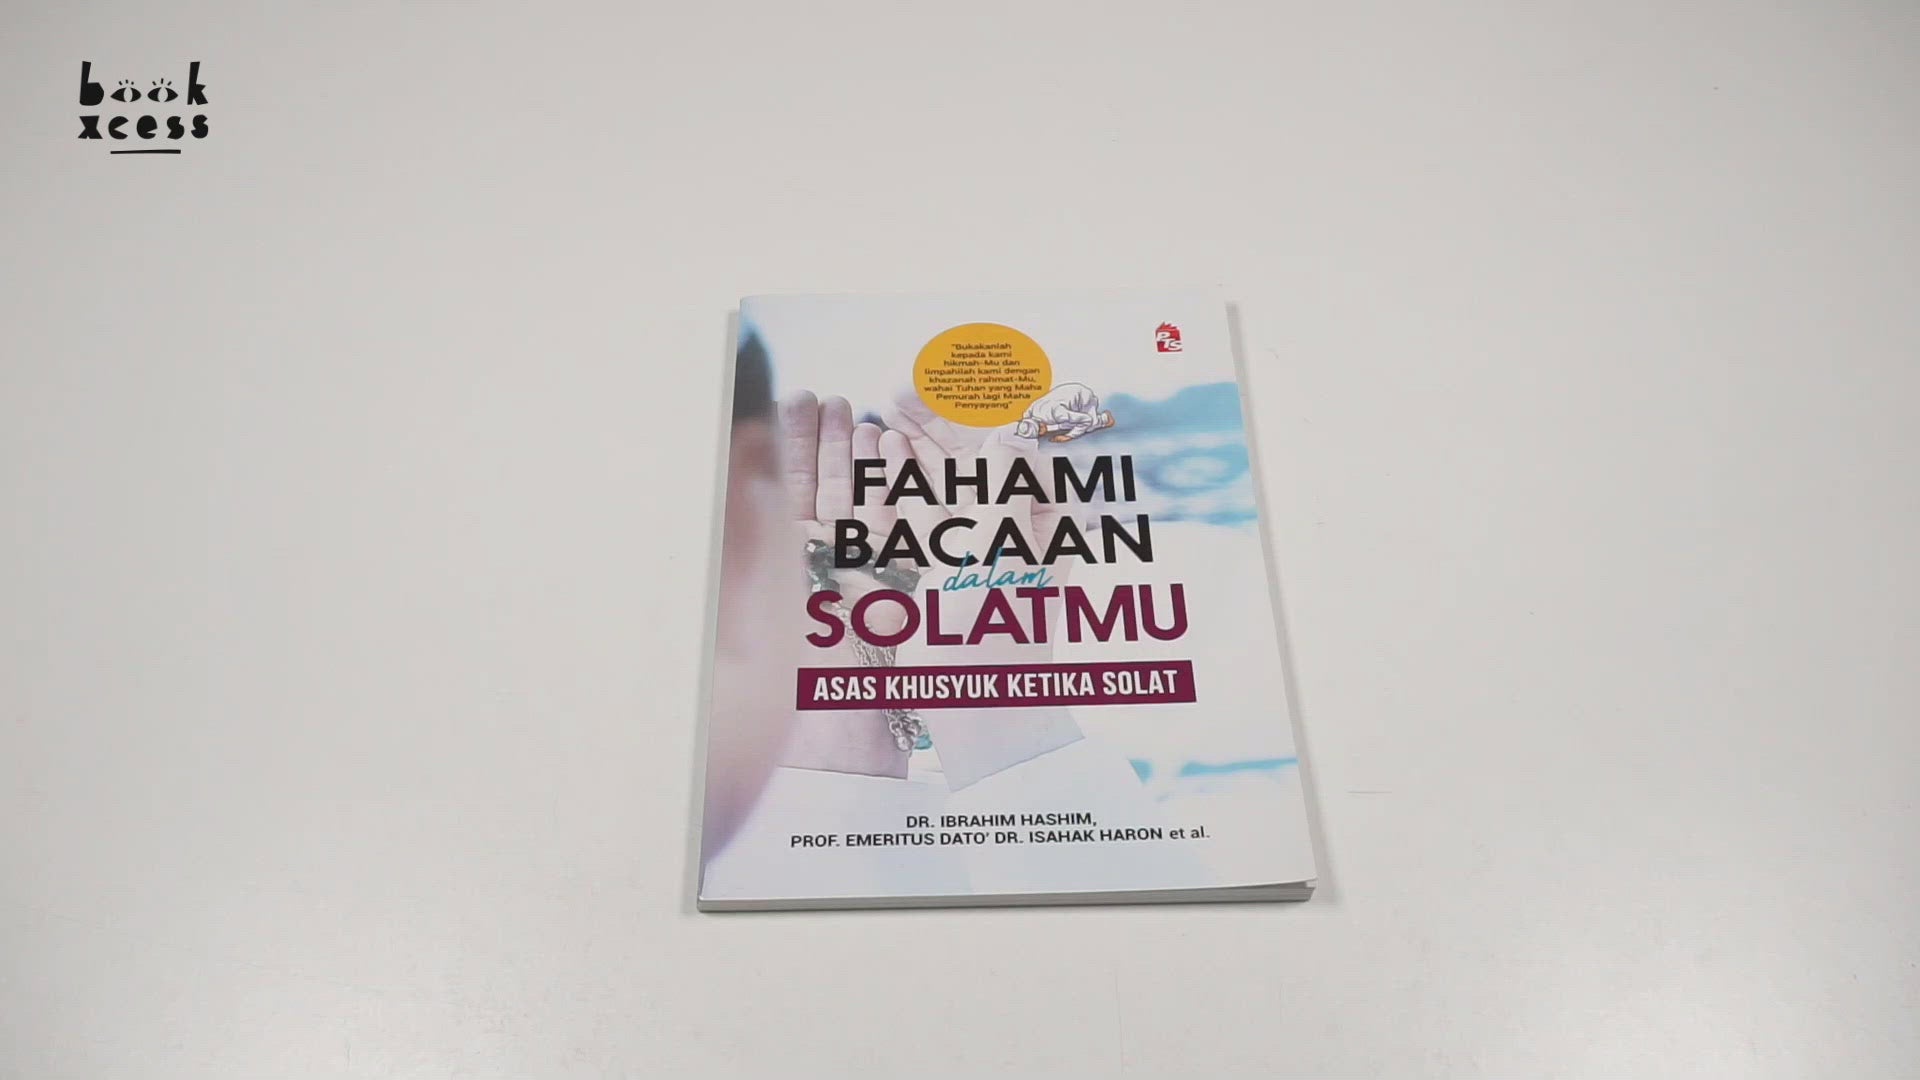 book
xcess
"Bukakanlah
kepada kami
hikmah-Mu dan
limpahilah kami dengan
khazanah rahmat-Mu,
wahai Tuhan yang Maha
Pemurah lagi Maha
Penyayang"
PTS
FAHAMI
BACAAN
dalam
SOLATMU
ASAS KHUSYUK KETIKA SOLAT
DR. IBRAHIM HASHIM,
PROF. EMERITUS DATO' DR. ISAHAK HARON et al.